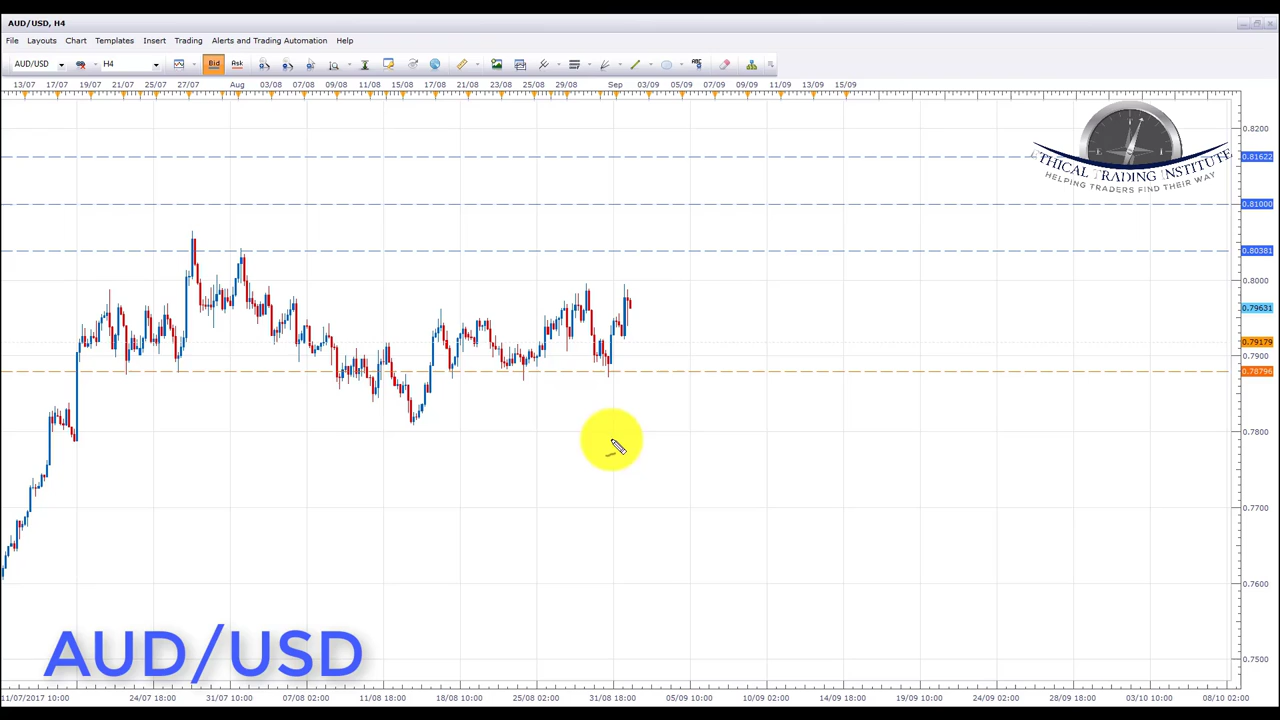 AUD/USD, H4
File Layouts Chart Templates Insert Trading Alerts and Trading Automation Help
AUD/USD H4 Bid Ask ABC
13/07 17/07 19/07 21/07 25/07 27/07 Aug 03/08 07/08 09/08 11/08 15/08 17/08 21/08 23/08 25/08 29/08 Sep 03/09 05/09 07/09 09/09 11/09 13/09 15/09
THICAL TRADING INSTITUTE
HELPING TRADERS FIND THEIR WAY
0.8200
0.81622
0.81000
0.80381
0.8000
0.79631
0.79179
0.7900
0.78796
0.7800
0.7700
0.7600
0.7500
AUD/USD
11/07/2017 10:00 24/07 18:00 31/07 10:00 07/08 02:00 11/08 18:00 18/08 10:00 25/08 02:00 31/08 18:00 05/09 10:00 10/09 02:00 14/09 18:00 19/09 10:00 24/09 02:00 28/09 18:00 03/10 10:00 08/10 02:00